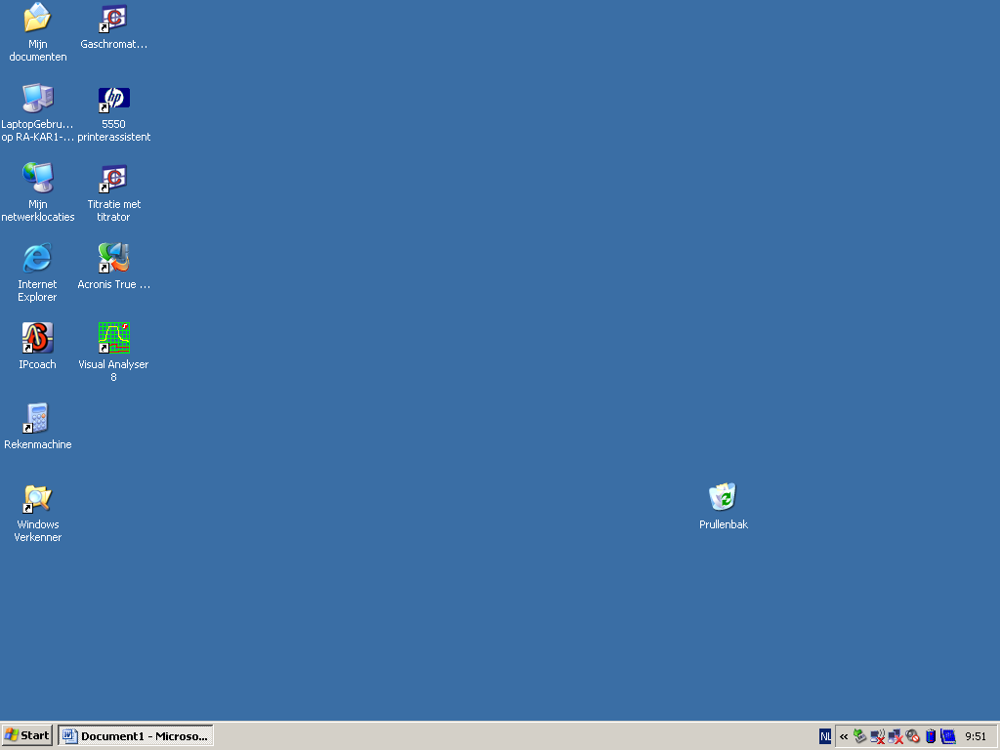 Mijn
documenten
Gaschromat...
LaptopGebru...
op RA-KAR1-...
hp
5550
printerassistent
Mijn
netwerklocaties
Titratie met
titrator
Internet
Explorer
Acronis True ...
IPcoach
Visual Analyser
8
Rekenmachine
Windows
Verkenner
Prullenbak
Start
Document1 - Microso...
NL
«
9:51